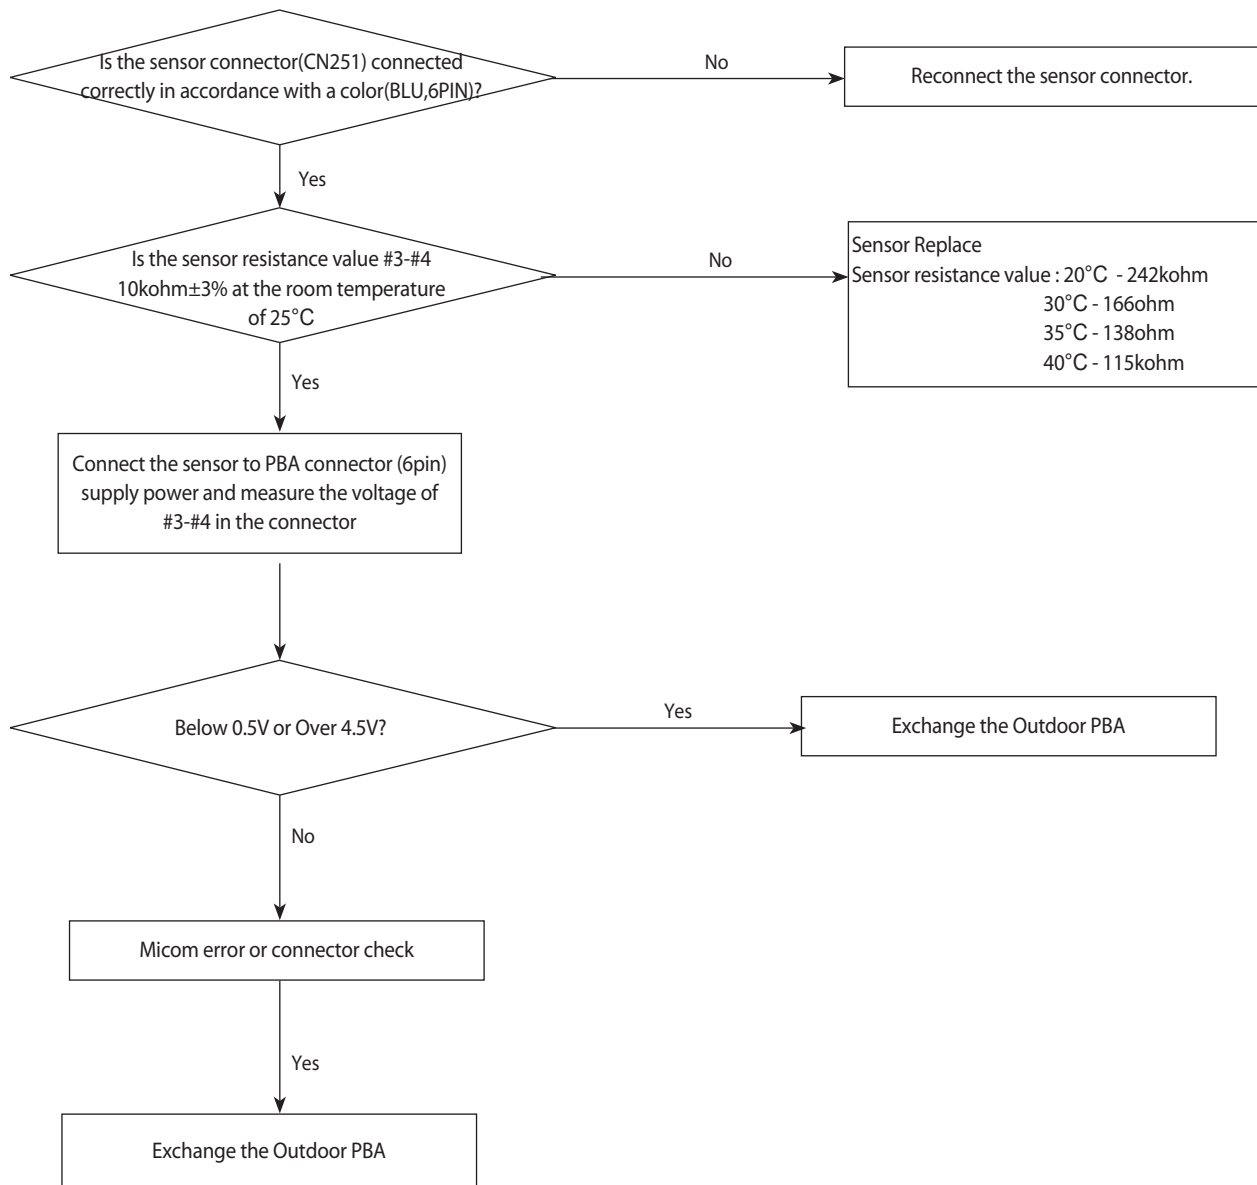 Is the sensor connector(CN251) connected
correctly in accordance with a color(BLU,6PIN)?
No
Reconnect the sensor connector.
Yes
Is the sensor resistance value #3-#4
10kohm±3% at the room temperature
of 25°C
No
Sensor Replace
Sensor resistance value : 20°C - 242kohm
30°C - 166ohm
35°C - 138ohm
40°C - 115kohm
Yes
Connect the sensor to PBA connector (6pin)
supply power and measure the voltage of
#3-#4 in the connector
Below 0.5V or Over 4.5V?
Yes
Exchange the Outdoor PBA
No
Micom error or connector check
Yes
Exchange the Outdoor PBA